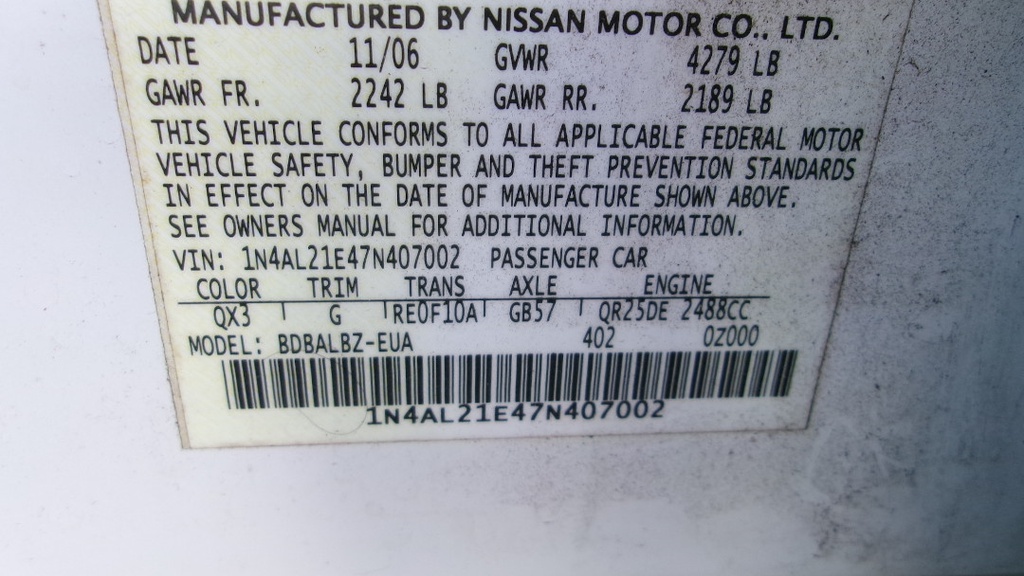 MANUFACTURED BY NISSAN MOTOR CO., LTD.
DATE 11/06 GVWR 4279 LB
GAWR FR. 2242 LB GAWR RR. 2189 LB
THIS VEHICLE CONFORMS TO ALL APPLICABLE FEDERAL MOTOR
VEHICLE SAFETY, BUMPER AND THEFT PREVENTION STANDARDS
IN EFFECT ON THE DATE OF MANUFACTURE SHOWN ABOVE.
SEE OWNERS MANUAL FOR ADDITIONAL INFORMATION.
VIN: 1N4AL21E47N407002 PASSENGER CAR
COLOR TRIM TRANS AXLE ENGINE
QX3 G RE0F10A GB57 QR25DE 2488CC
MODEL: BDBALBZ-EUA 402 0Z000
1N4AL21E47N407002